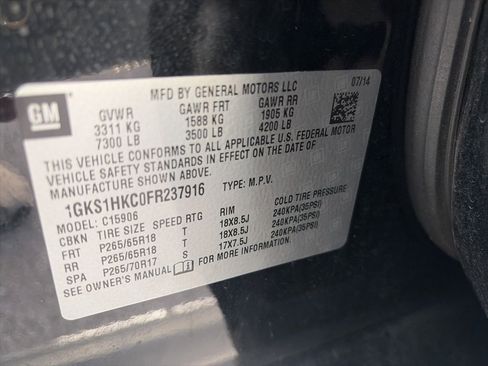 GM
MFD BY GENERAL MOTORS LLC 07/14
GVWR GAWR FRT GAWR RR
3311 KG 1588 KG 1905 KG
7300 LB 3500 LB 4200 LB
THIS VEHICLE CONFORMS TO ALL APPLICABLE U.S. FEDERAL MOTOR
VEHICLE SAFETY STANDARDS IN EFFECT ON THE DATE OF
MANUFACTURE SHOWN ABOVE.
1GKS1HKC0FR237916 TYPE: M.P.V.
MODEL: C15906
CBKN TIRE SIZE SPEED RTG RIM COLD TIRE PRESSURE
FRT P265/65R18 T 18X8.5J 240KPA(35PSI)
RR P265/65R18 T 18X8.5J 240KPA(35PSI)
SPA P265/70R17 S 17X7.5J 240KPA(35PSI)
SEE OWNER'S MANUAL FOR MORE INFORMATION.